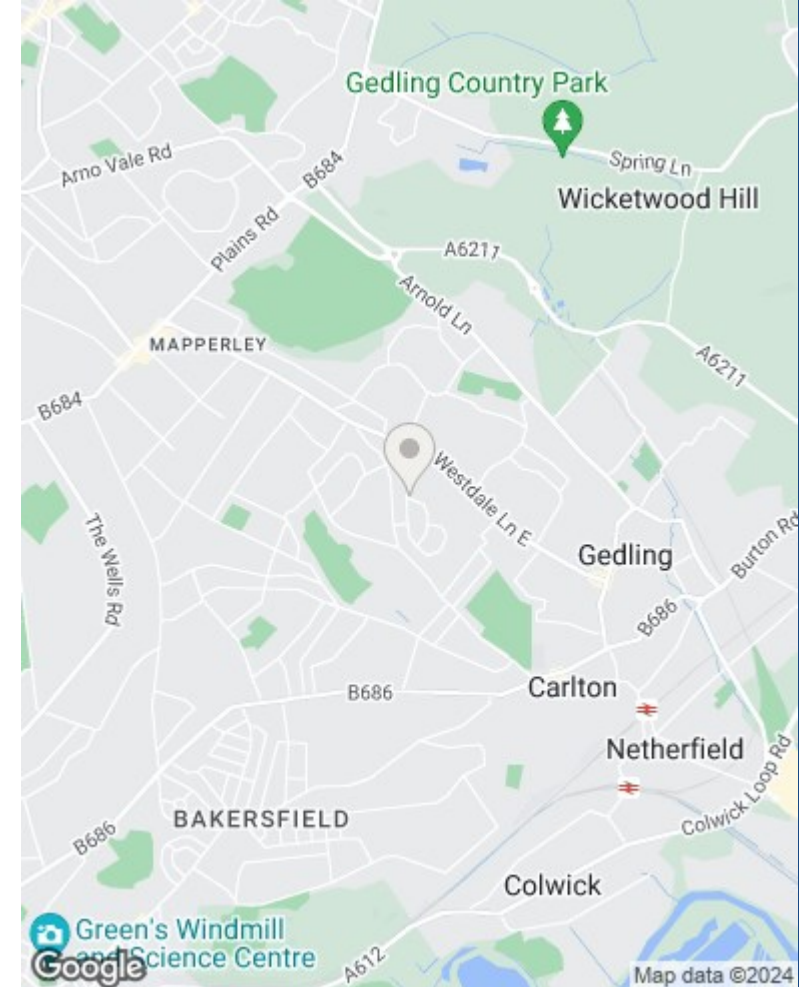 Gedling Country Park
Arno Vale Rd
B684
Spring Ln
Wicketwood Hill
Plains Rd
A6211
Arnold Ln
MAPPERLEY
A6211
B684
Westdale Ln E
The Wells Rd
Gedling
Burton Rd
B686
Carlton
B686
Netherfield
Colwick Loop Rd
BAKERSFIELD
B686
Colwick
Green's Windmill
and Science Centre
Google
A612
Map data ©2024